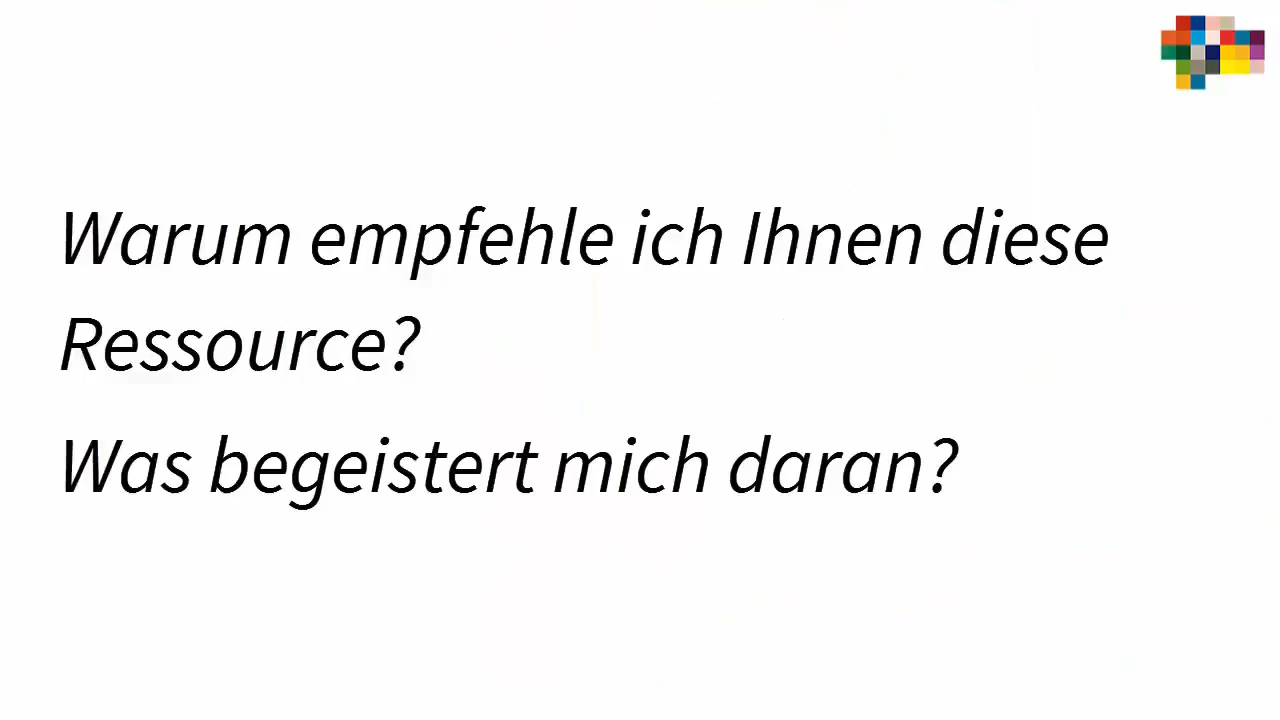 Warum empfehle ich Ihnen diese
Ressource?
Was begeistert mich daran?